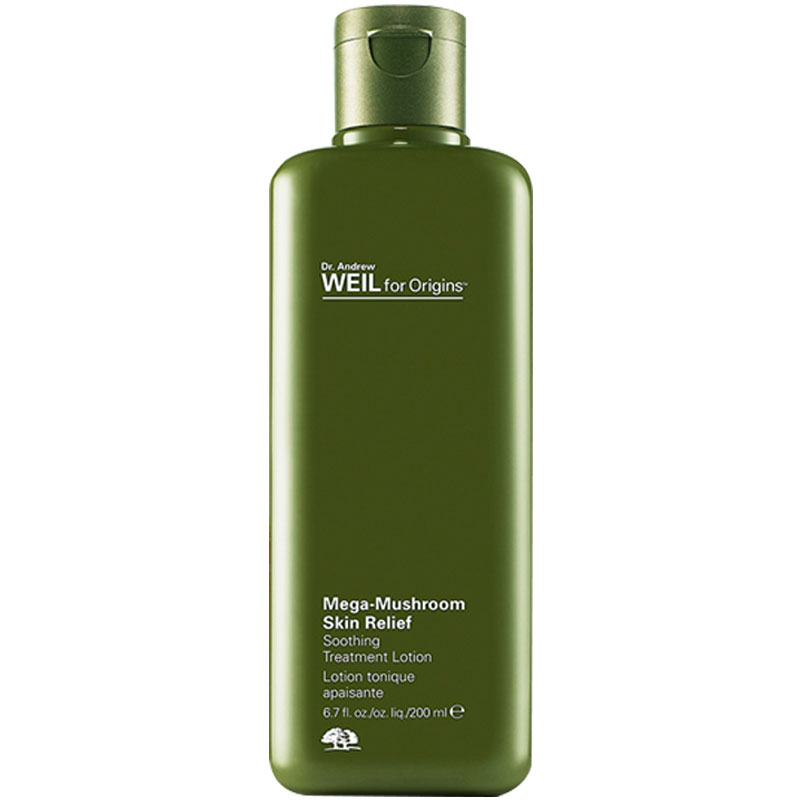 Dr. Andrew
WEIL for Origins™
Mega-Mushroom
Skin Relief
Soothing
Treatment Lotion
Lotion tonique
apaisante
6.7 fl. oz./oz. liq./200 ml ℮